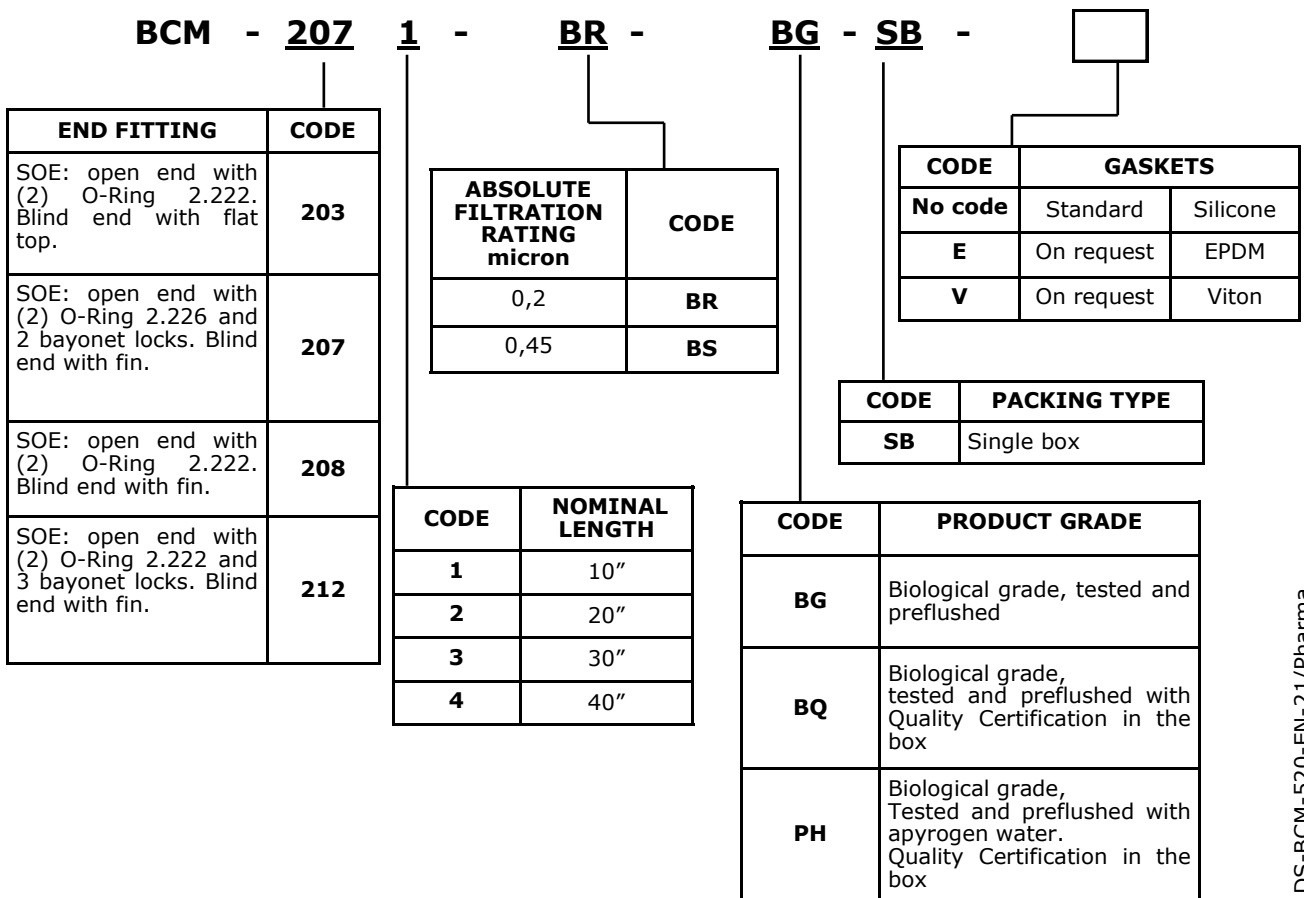 BCM - 207 1 - BR - BG - SB -
END FITTING CODE
SOE: open end with
(2) O-Ring 2.222.
Blind end with flat
top.
203
SOE: open end with
(2) O-Ring 2.226 and
2 bayonet locks. Blind
end with fin.
207
SOE: open end with
(2) O-Ring 2.222.
Blind end with fin.
208
SOE: open end with
(2) O-Ring 2.222 and
3 bayonet locks. Blind
end with fin.
212
ABSOLUTE
FILTRATION
RATING
micron
CODE
0,2 BR
0,45 BS
CODE GASKETS
No code Standard Silicone
E On request EPDM
V On request Viton
CODE PACKING TYPE
SB Single box
CODE NOMINAL
LENGTH
1 10″
2 20″
3 30″
4 40″
CODE PRODUCT GRADE
BG
Biological grade, tested and
preflushed
BQ
Biological grade,
tested and preflushed with
Quality Certification in the
box
PH
Biological grade,
Tested and preflushed with
apyrogen water.
Quality Certification in the
box
DS-BCM-520-EN-21/Pharma